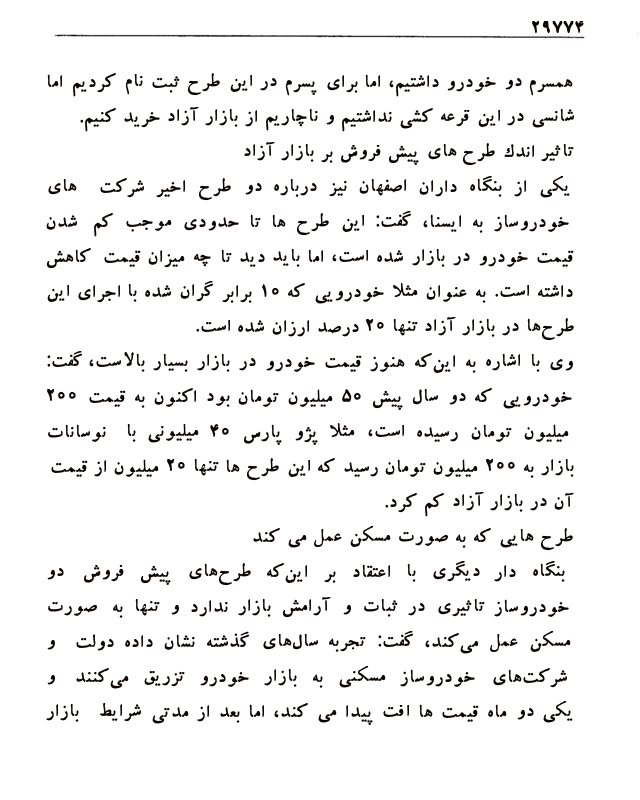 ۲۹۷۷۴
همسرم دو خودرو داشتیم، اما برای پسرم در این طرح ثبت نام کردیم اما
شانسی در این قرعه کشی نداشتیم و ناچاریم از بازار آزاد خرید کنیم.
تاثیر اندك طرح های پیش فروش بر بازار آزاد
یکی از بنگاه داران اصفهان نیز درباره دو طرح اخیر شرکت های
خودروساز به ایسنا، گفت: این طرح ها تا حدودی موجب کم شدن
قیمت خودرو در بازار شده است، اما باید دید تا چه میزان قیمت کاهش
داشته است. به عنوان مثلا خودرویی که ۱۰ برابر گران شده با اجرای این
طرح‌ها در بازار آزاد تنها ۲۰ درصد ارزان شده است.
وی با اشاره به این‌که هنوز قیمت خودرو در بازار بسیار بالاست، گفت:
خودرویی که دو سال پیش ۵۰ میلیون تومان بود اکنون به قیمت ۲۰۰
میلیون تومان رسیده است، مثلا پژو پارس ۴۰ میلیونی با نوسانات
بازار به ۲۰۰ میلیون تومان رسید که این طرح ها تنها ۲۰ میلیون از قیمت
آن در بازار آزاد کم کرد.
طرح هایی که به صورت مسکن عمل می کند
بنگاه دار دیگری با اعتقاد بر این‌که طرح‌های پیش فروش دو
خودروساز تاثیری در ثبات و آرامش بازار ندارد و تنها به صورت
مسکن عمل می‌کند، گفت: تجربه سال‌های گذشته نشان داده دولت و
شرکت‌های خودروساز مسکنی به بازار خودرو تزریق می‌کنند و
یکی دو ماه قیمت ها افت پیدا می کند، اما بعد از مدتی شرایط بازار